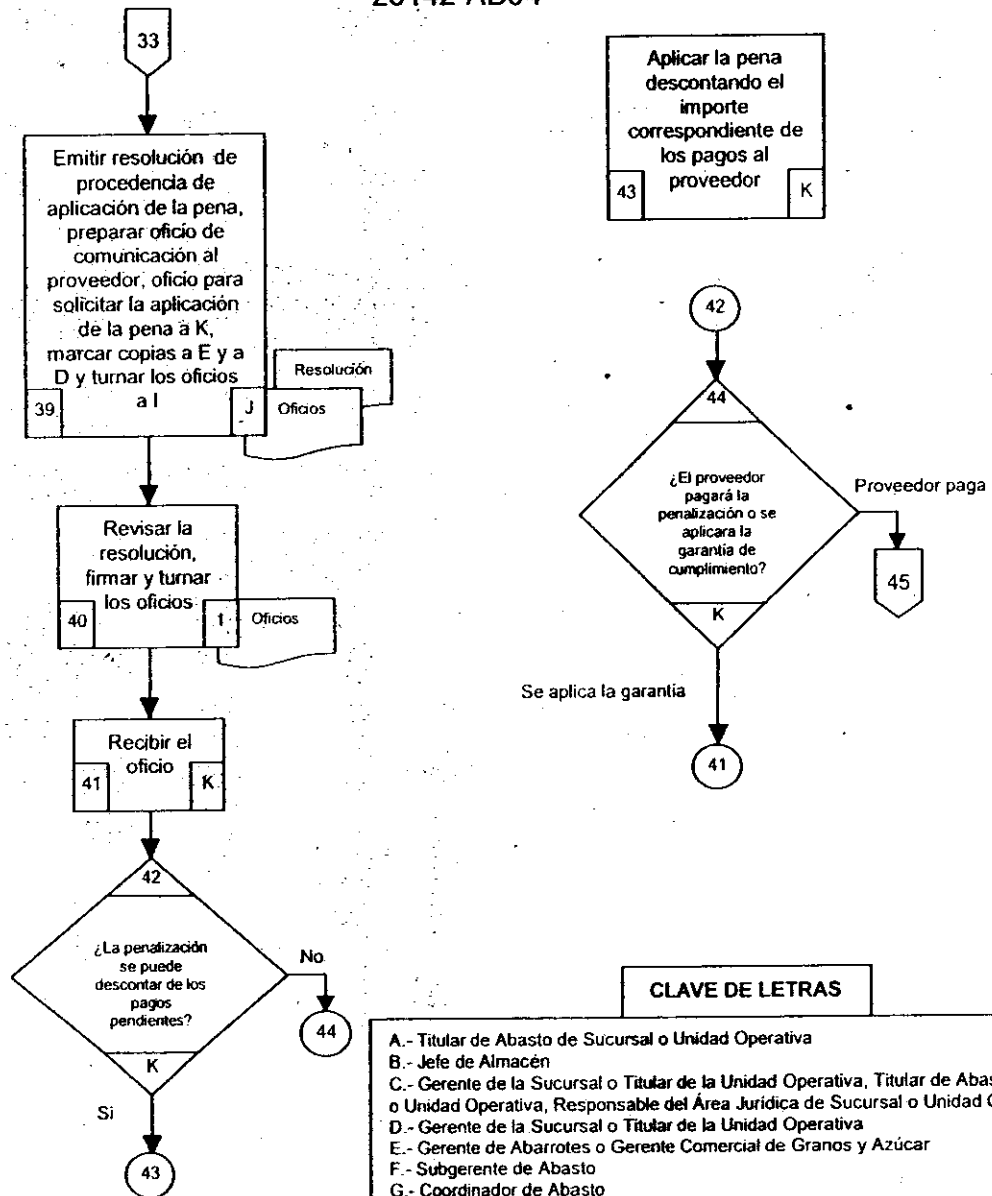 33
Emitir resolución de
procedencia de
aplicación de la pena,
preparar oficio de
comunicación al
proveedor, oficio para
solicitar la aplicación
de la pena a K,
marcar copias a E y a
D y turnar los oficios
a I
39
J
Resolución
Oficios
Revisar la
resolución,
firmar y turnar
los oficios
40
1
Oficios
Recibir el
oficio
41
K
42
¿La penalización
se puede
descontar de los
pagos
pendientes?
K
No
44
Si
43
Aplicar la pena
descontando el
importe
correspondiente de
los pagos al
proveedor
43
K
42
44
¿El proveedor
pagará la
penalización o se
aplicara la
garantía de
cumplimiento?
K
Proveedor paga
45
Se aplica la garantía
41
CLAVE DE LETRAS
A.- Titular de Abasto de Sucursal o Unidad Operativa
B.- Jefe de Almacén
C.- Gerente de la Sucursal o Titular de la Unidad Operativa, Titular de
o Unidad Operativa, Responsable del Área Jurídica de Sucursal o Unidad
D.- Gerente de la Sucursal o Titular de la Unidad Operativa
E.- Gerente de Abarrotes o Gerente Comercial de Granos y Azúcar
F.- Subgerente de Abasto
G.- Coordinador de Abasto